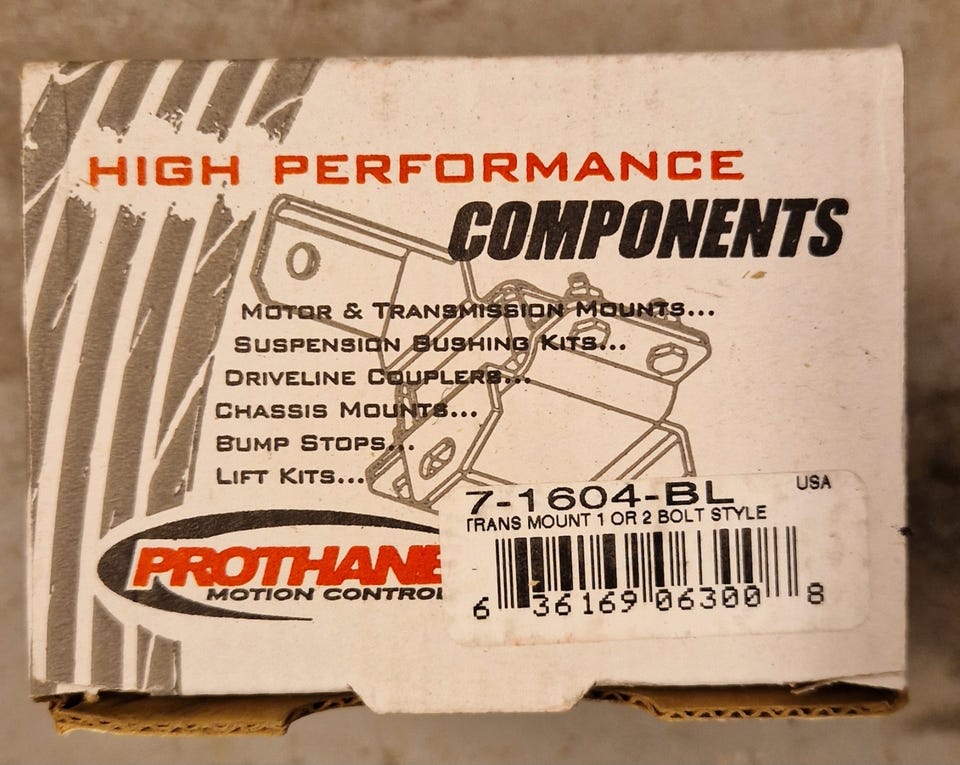 HIGH PERFORMANCE
COMPONENTS
MOTOR & TRANSMISSION MOUNTS...
SUSPENSION BUSHING KITS...
DRIVELINE COUPLERS...
CHASSIS MOUNTS...
BUMP STOPS...
LIFT KITS...
7-1604-BL USA
TRANS MOUNT 1 OR 2 BOLT STYLE
PROTHANE
MOTION CONTROL
6 36169 06300 8